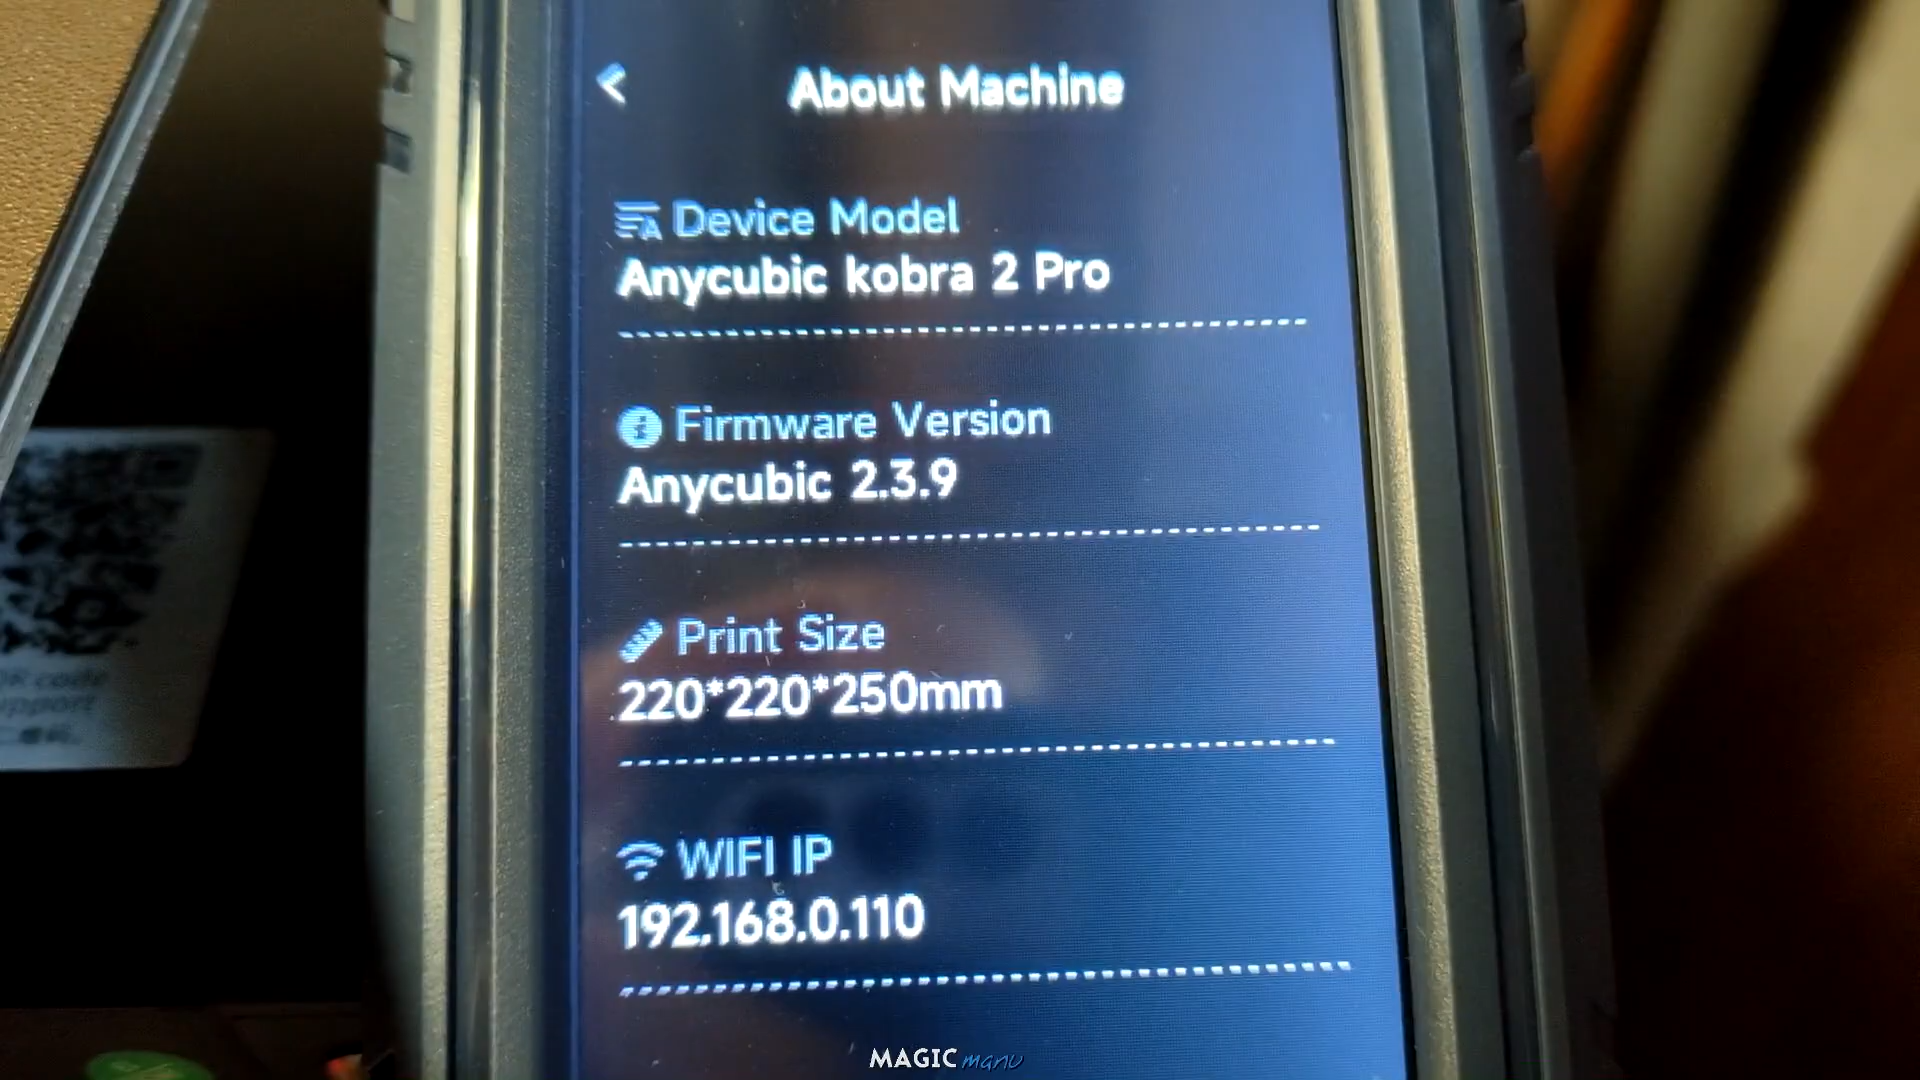 About Machine
Device Model
Anycubic kobra 2 Pro
Firmware Version
Anycubic 2.3.9
Print Size
220*220*250mm
WIFI IP
192.168.0.110
code
MAGIC manu